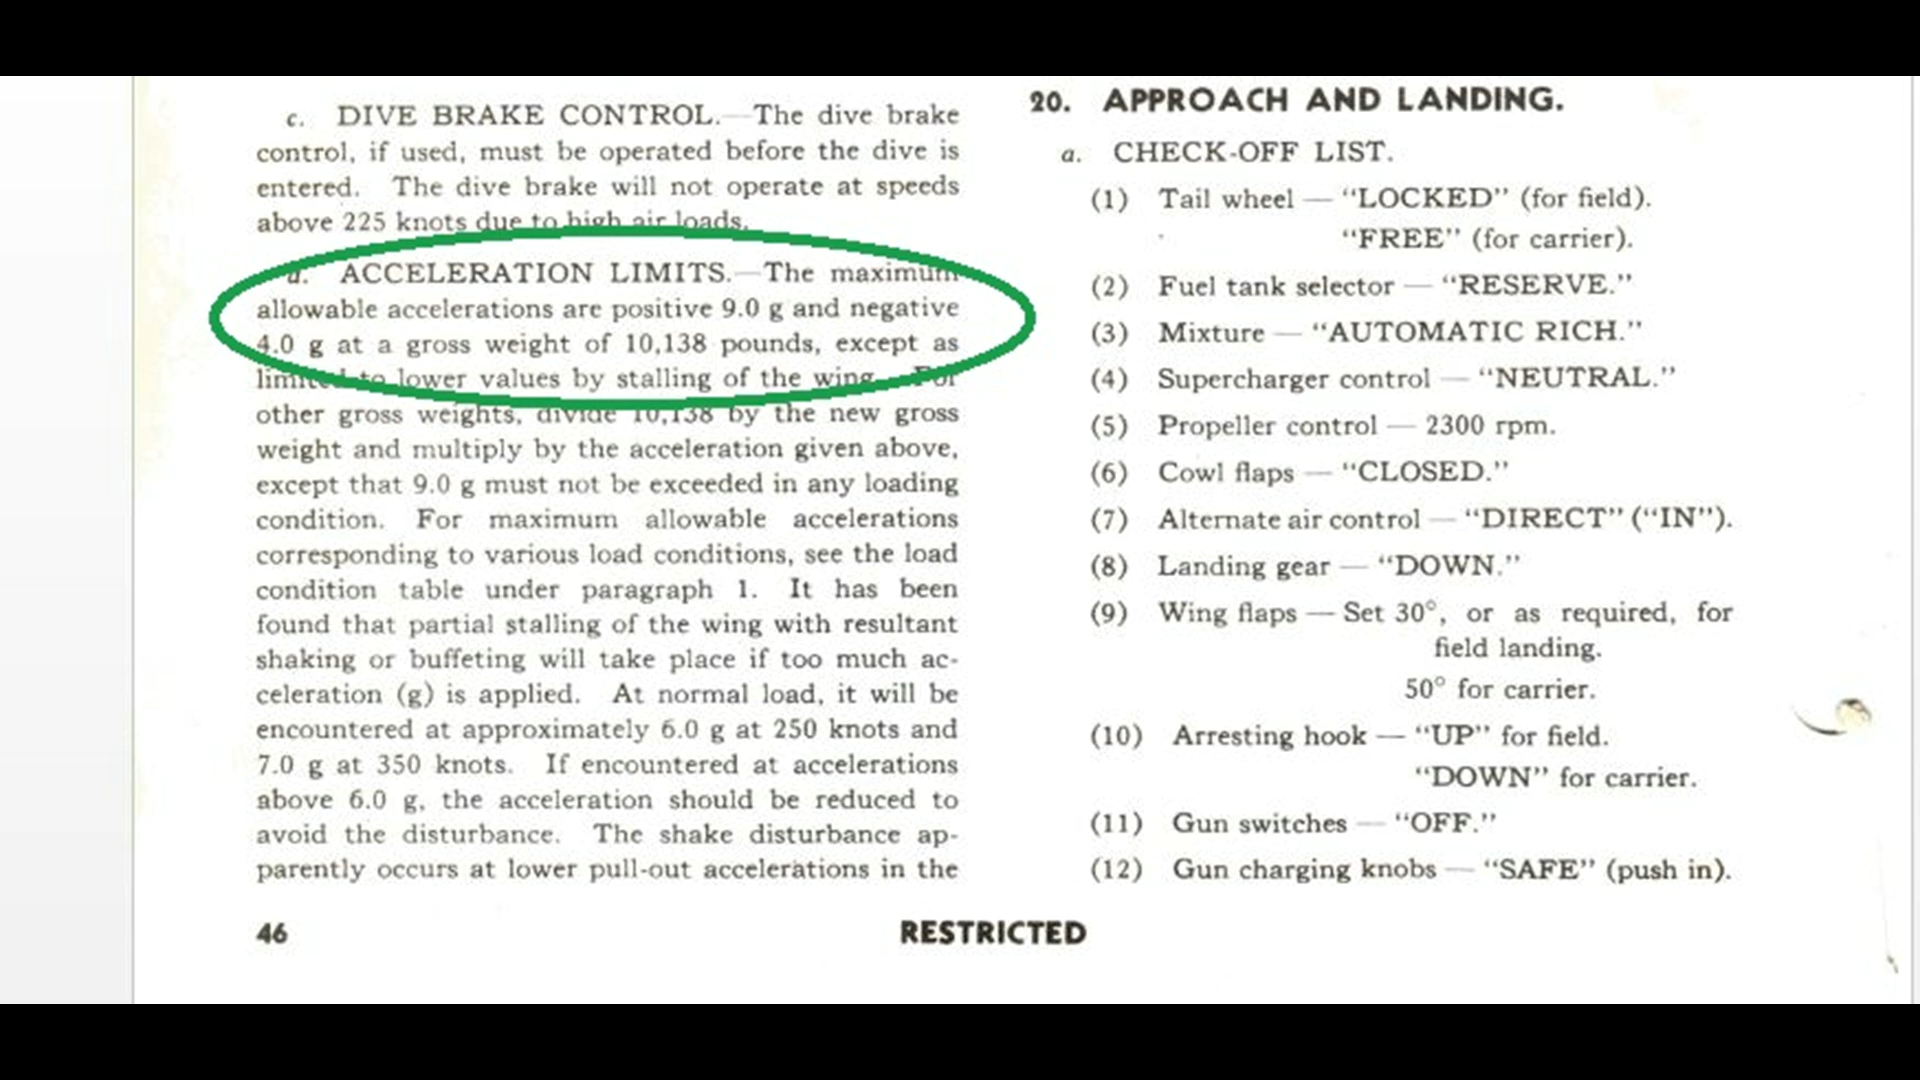 c. DIVE BRAKE CONTROL.—The dive brake
control, if used, must be operated before the dive is
entered. The dive brake will not operate at speeds
above 225 knots due to high air loads.
d. ACCELERATION LIMITS.—The maximum
allowable accelerations are positive 9.0 g and negative
4.0 g at a gross weight of 10,138 pounds, except as
limited to lower values by stalling of the wing. For
other gross weights, divide 10,138 by the new gross
weight and multiply by the acceleration given above,
except that 9.0 g must not be exceeded in any loading
condition. For maximum allowable accelerations
corresponding to various load conditions, see the load
condition table under paragraph 1. It has been
found that partial stalling of the wing with resultant
shaking or buffeting will take place if too much ac-
celeration (g) is applied. At normal load, it will be
encountered at approximately 6.0 g at 250 knots and
7.0 g at 350 knots. If encountered at accelerations
above 6.0 g, the acceleration should be reduced to
avoid the disturbance. The shake disturbance ap-
parently occurs at lower pull-out accelerations in the
20. APPROACH AND LANDING.
a. CHECK-OFF LIST.
(1) Tail wheel — “LOCKED” (for field).
“FREE” (for carrier).
(2) Fuel tank selector — “RESERVE.”
(3) Mixture — “AUTOMATIC RICH.”
(4) Supercharger control — “NEUTRAL.”
(5) Propeller control — 2300 rpm.
(6) Cowl flaps — “CLOSED.”
(7) Alternate air control — “DIRECT” (“IN”).
(8) Landing gear — “DOWN.”
(9) Wing flaps — Set 30°, or as required, for
field landing.
50° for carrier.
(10) Arresting hook — “UP” for field.
“DOWN” for carrier.
(11) Gun switches — “OFF.”
(12) Gun charging knobs — “SAFE” (push in).
46
RESTRICTED